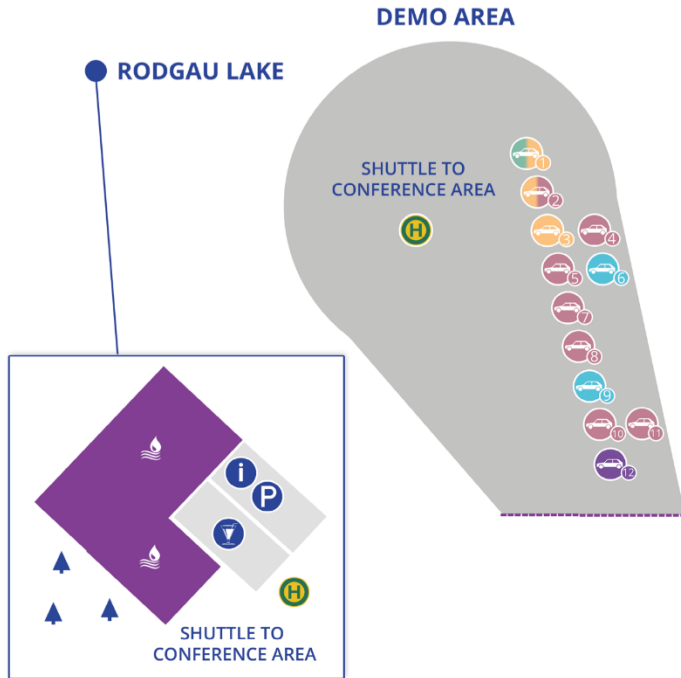 DEMO AREA
RODGAU LAKE
SHUTTLE TO
CONFERENCE AREA
H
1
2
3
4
5
6
7
8
9
10
11
12
i
P
H
SHUTTLE TO
CONFERENCE AREA